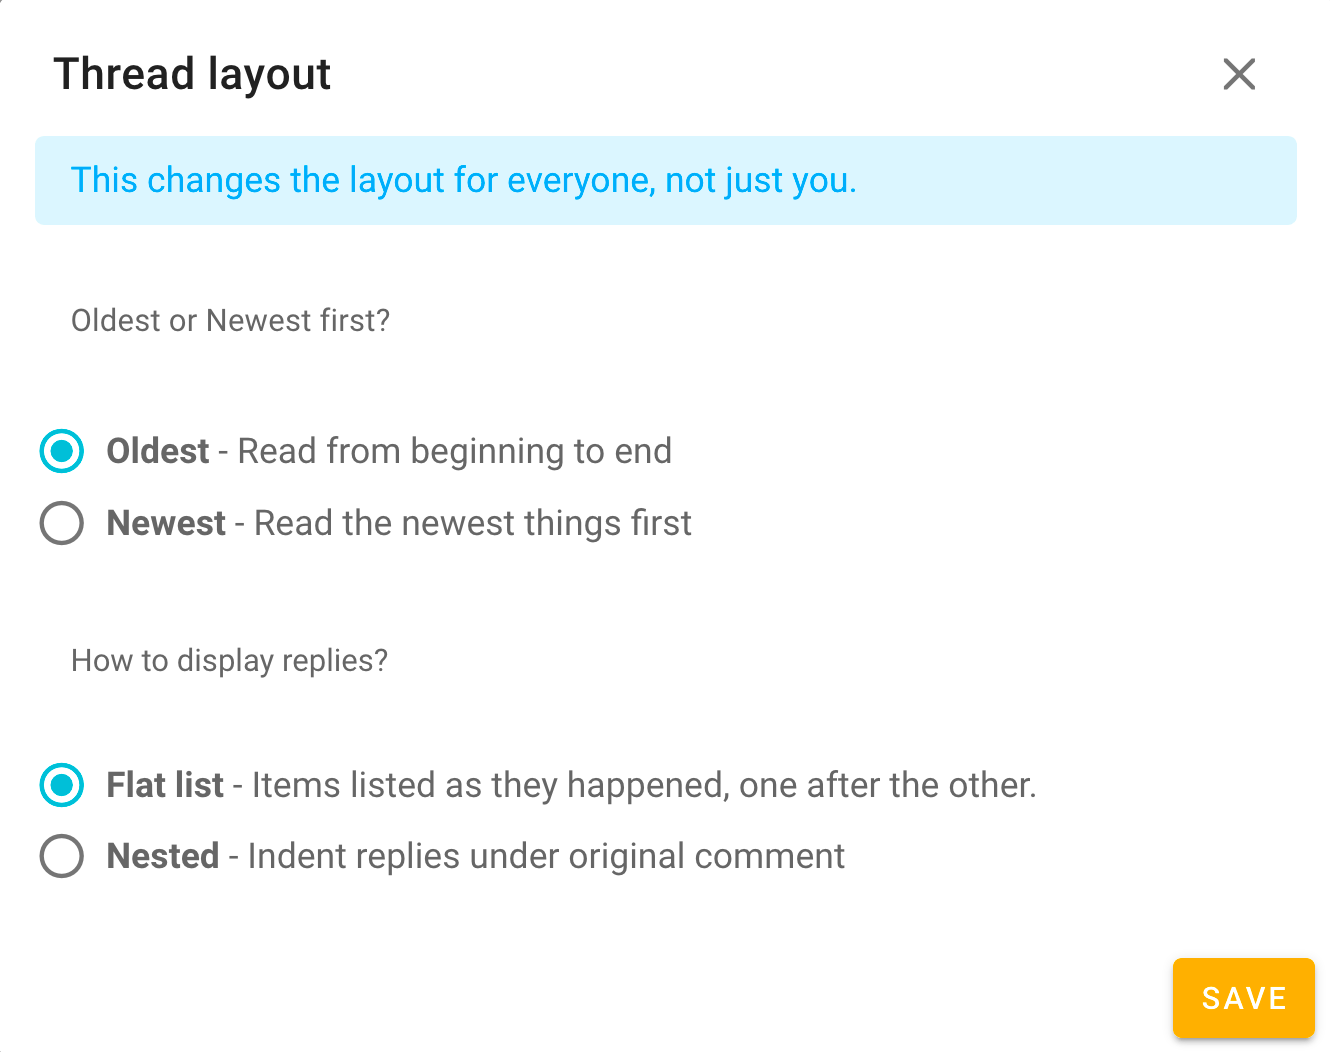 Thread layout
This changes the layout for everyone, not just you.
Oldest or Newest first?
Oldest - Read from beginning to end
Newest - Read the newest things first
How to display replies?
Flat list - Items listed as they happened, one after the other.
Nested - Indent replies under original comment
SAVE